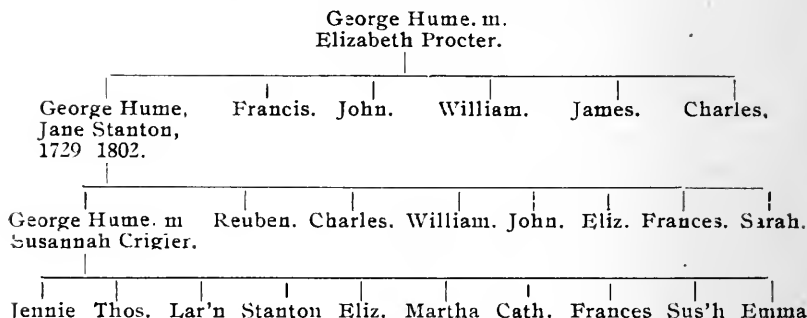 George Hume. m.
Elizabeth Procter.
George Hume, Francis. John. William. James. Charles,
Jane Stanton,
1729 1802.
George Hume. m Reuben. Charles. William. John. Eliz. Frances. Sarah.
Susannah Crigier.
Jennie Thos. Lar'n Stanton Eliz. Martha Cath. Frances Sus'h Emma